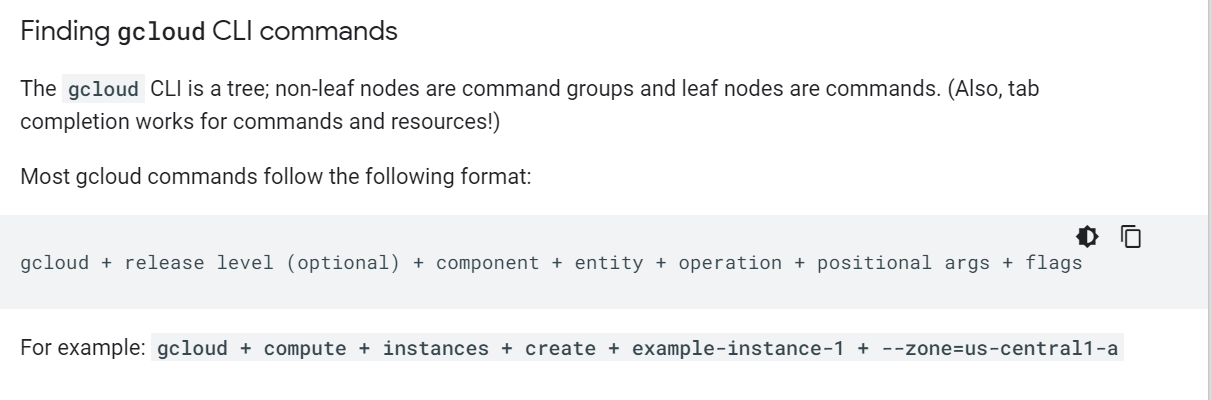 Finding gcloud CLI commands
The gcloud CLI is a tree; non-leaf nodes are command groups and leaf nodes are commands. (Also, tab
completion works for commands and resources!)
Most gcloud commands follow the following format:
gcloud + release level (optional) + component + entity + operation + positional args + flags
For example: gcloud + compute + instances + create + example-instance-1 + --zone=us-central1-a